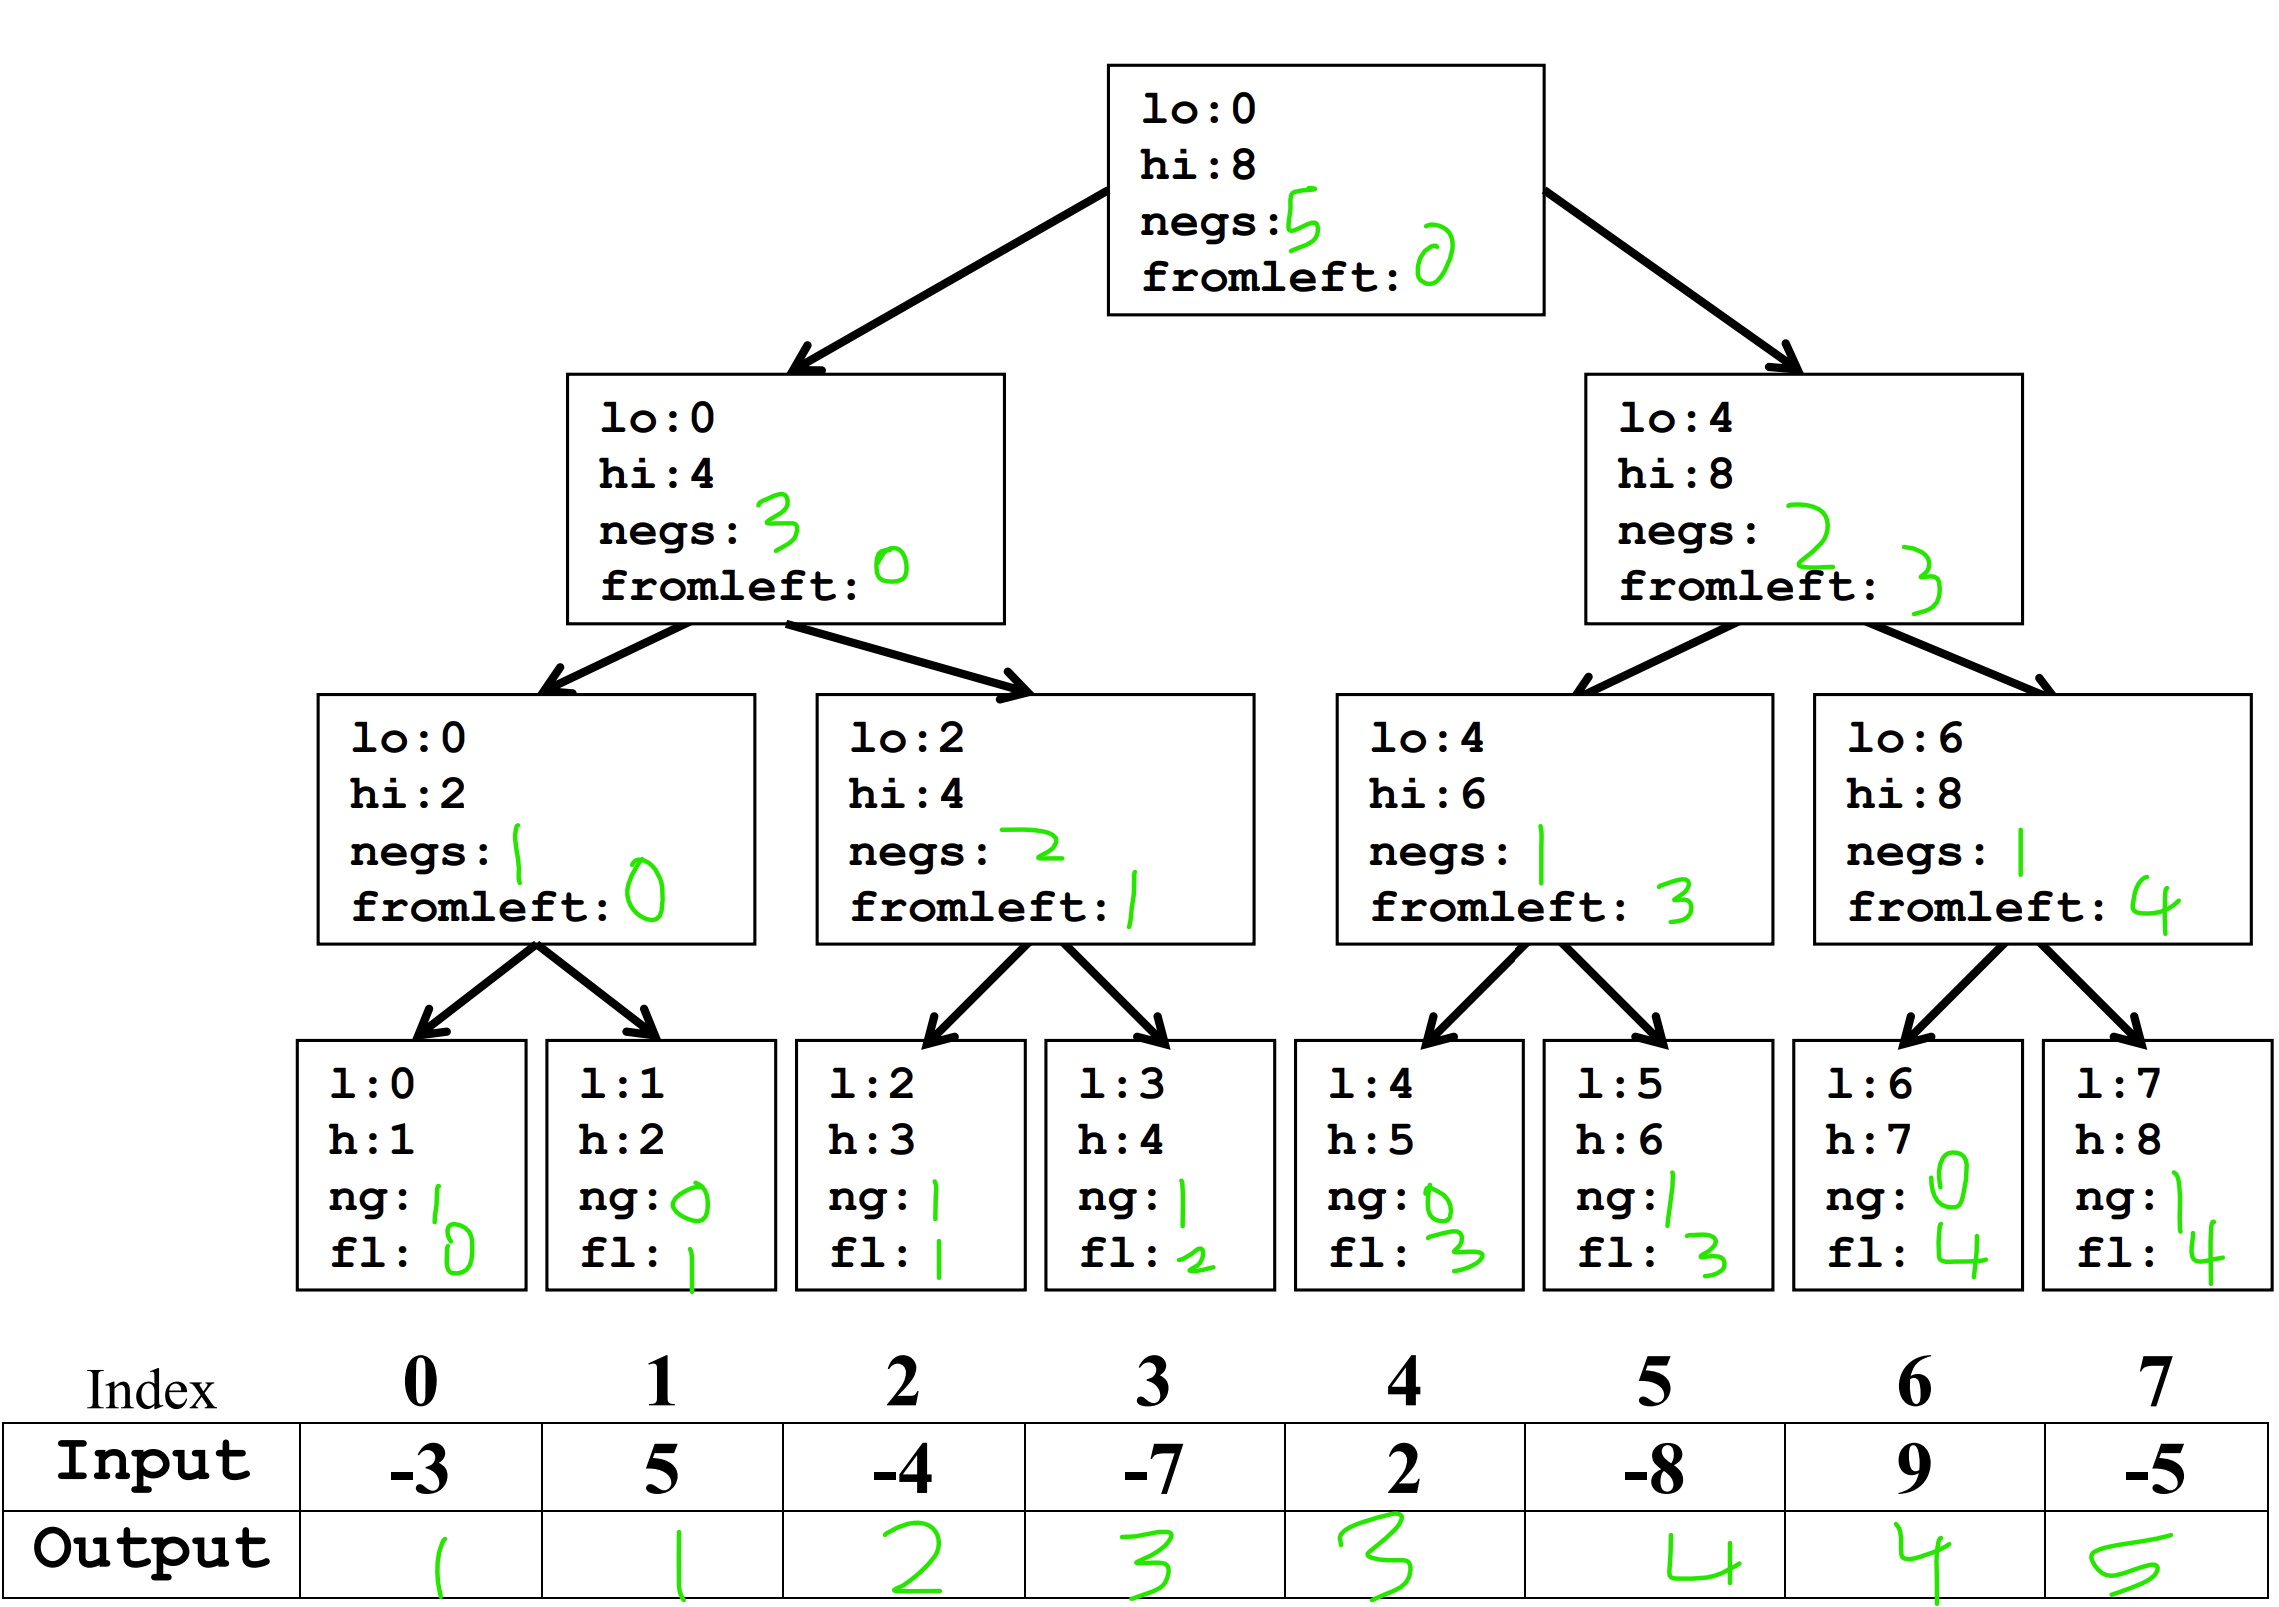 lo:0
hi:8
negs:5
fromleft:0
lo:0
hi:4
negs:3
fromleft:0
lo:4
hi:8
negs:2
fromleft:3
lo:0
hi:2
negs:1
fromleft:0
lo:2
hi:4
negs:2
fromleft:1
lo:4
hi:6
negs:1
fromleft:3
lo:6
hi:8
negs:1
fromleft:4
l:0
h:1
ng:1
fl:0
l:1
h:2
ng:0
fl:1
l:2
h:3
ng:1
fl:1
l:3
h:4
ng:1
fl:2
l:4
h:5
ng:0
fl:3
l:5
h:6
ng:1
fl:3
l:6
h:7
ng:0
fl:4
l:7
h:8
ng:1
fl:4
Index 0 1 2 3 4 5 6 7
Input -3 5 -4 -7 2 -8 9 -5
Output 1 1 2 3 3 4 4 5